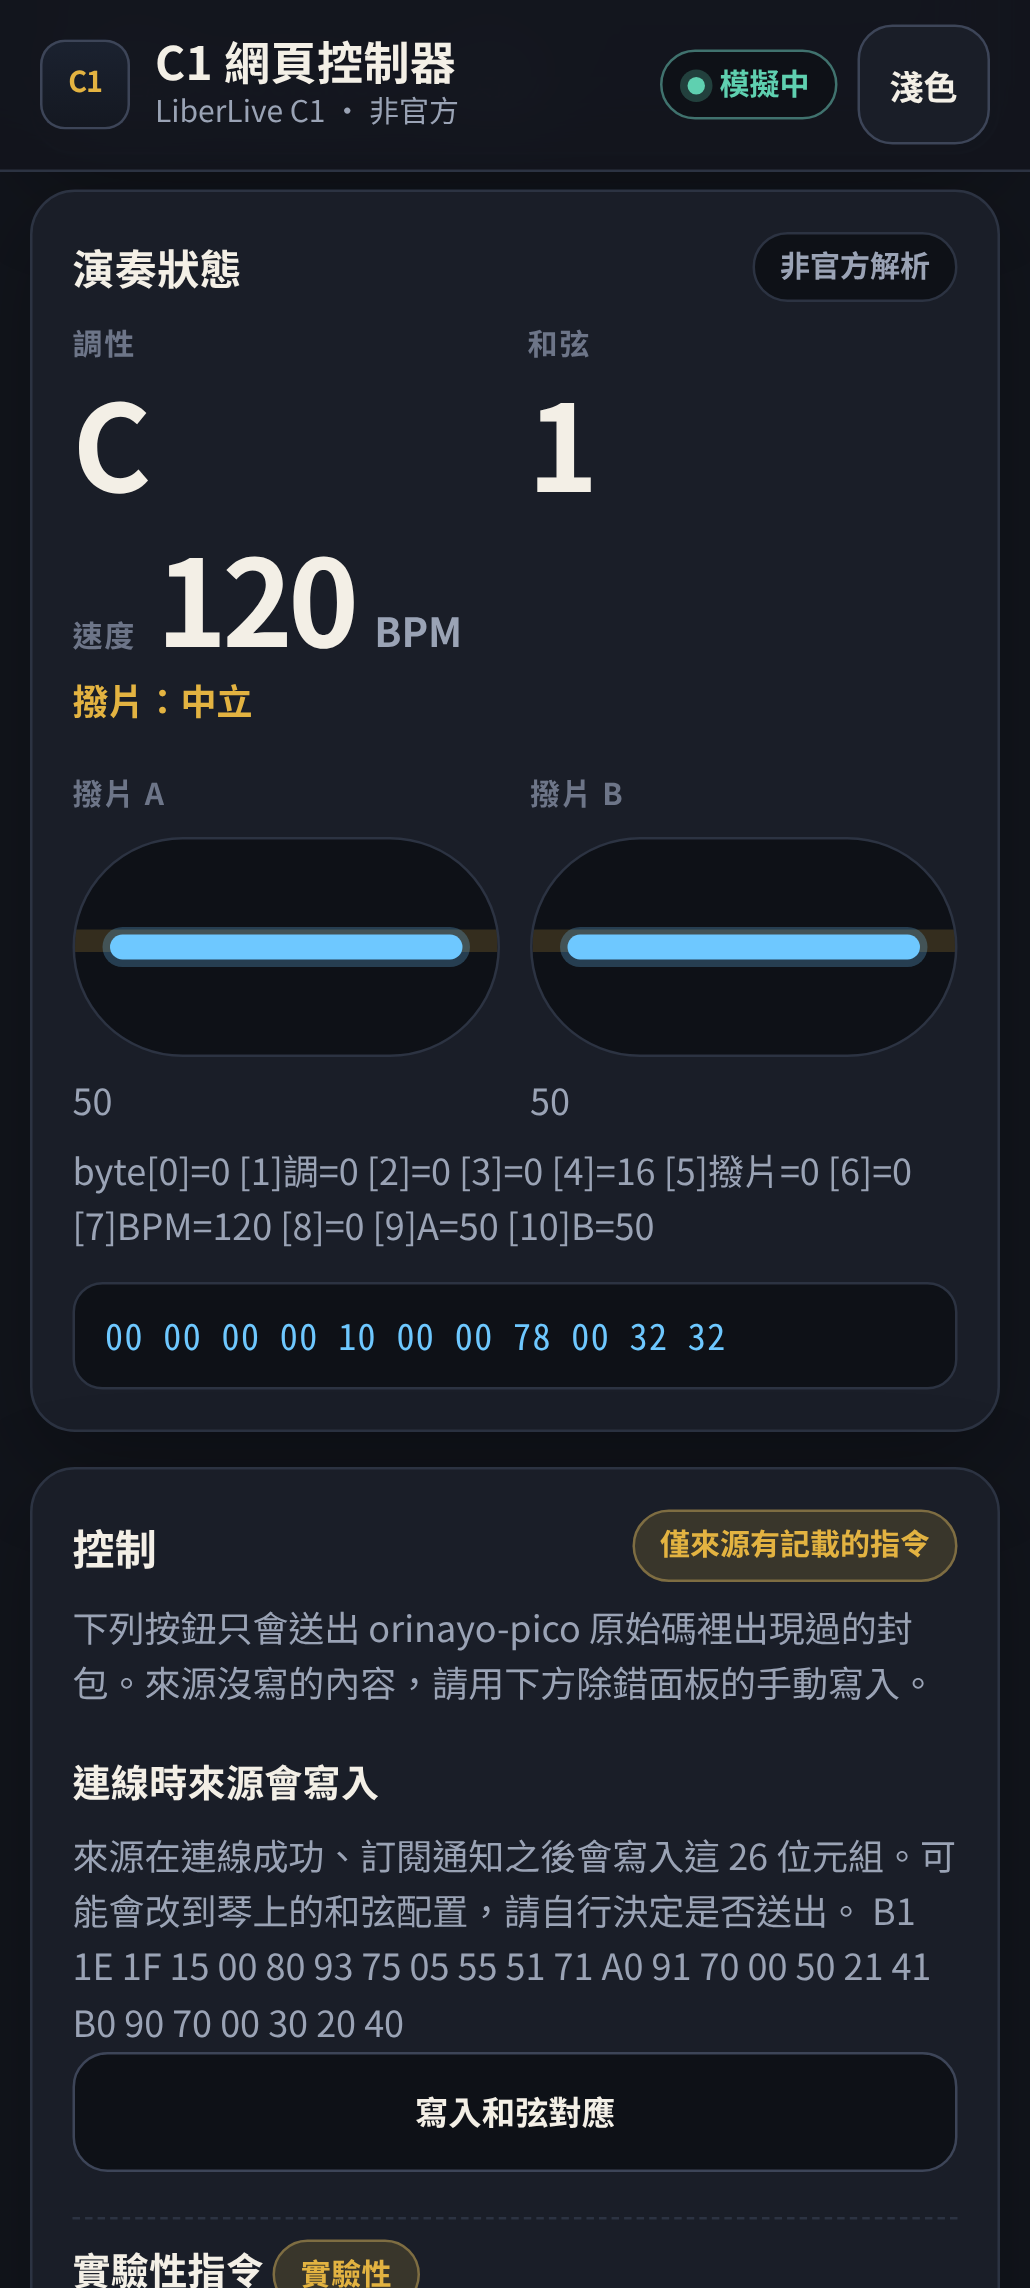 C1
C1 網頁控制器
LiberLive C1 · 非官方
模擬中
淺色
演奏狀態
非官方解析
調性
和弦
C
1
速度 120 BPM
撥片：中立
撥片 A
撥片 B
50
50
byte[0]=0 [1]調=0 [2]=0 [3]=0 [4]=16 [5]撥片=0 [6]=0
[7]BPM=120 [8]=0 [9]A=50 [10]B=50
00 00 00 00 10 00 00 78 00 32 32
控制
僅來源有記載的指令
下列按鈕只會送出 orinayo-pico 原始碼裡出現過的封
包。來源沒寫的內容，請用下方除錯面板的手動寫入。
連線時來源會寫入
來源在連線成功、訂閱通知之後會寫入這 26 位元組。可
能會改到琴上的和弦配置，請自行決定是否送出。 B1
1E 1F 15 00 80 93 75 05 55 51 71 A0 91 70 00 50 21 41
B0 90 70 00 30 20 40
寫入和弦對應
實驗性指令
實驗性